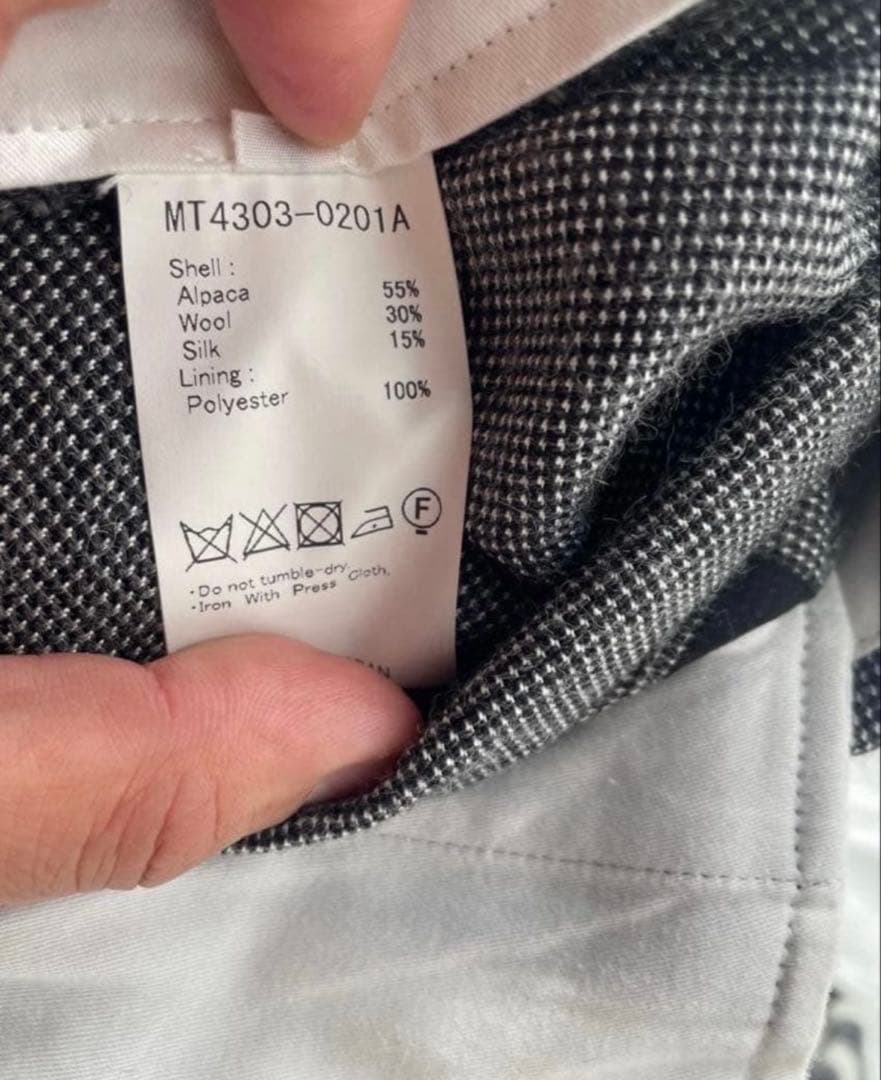 MT4303-0201A
Shell :
Alpaca 55%
Wool 30%
Silk 15%
Lining :
Polyester 100%
F
·Do not tumble-dry.
·Iron With Press Cloth.